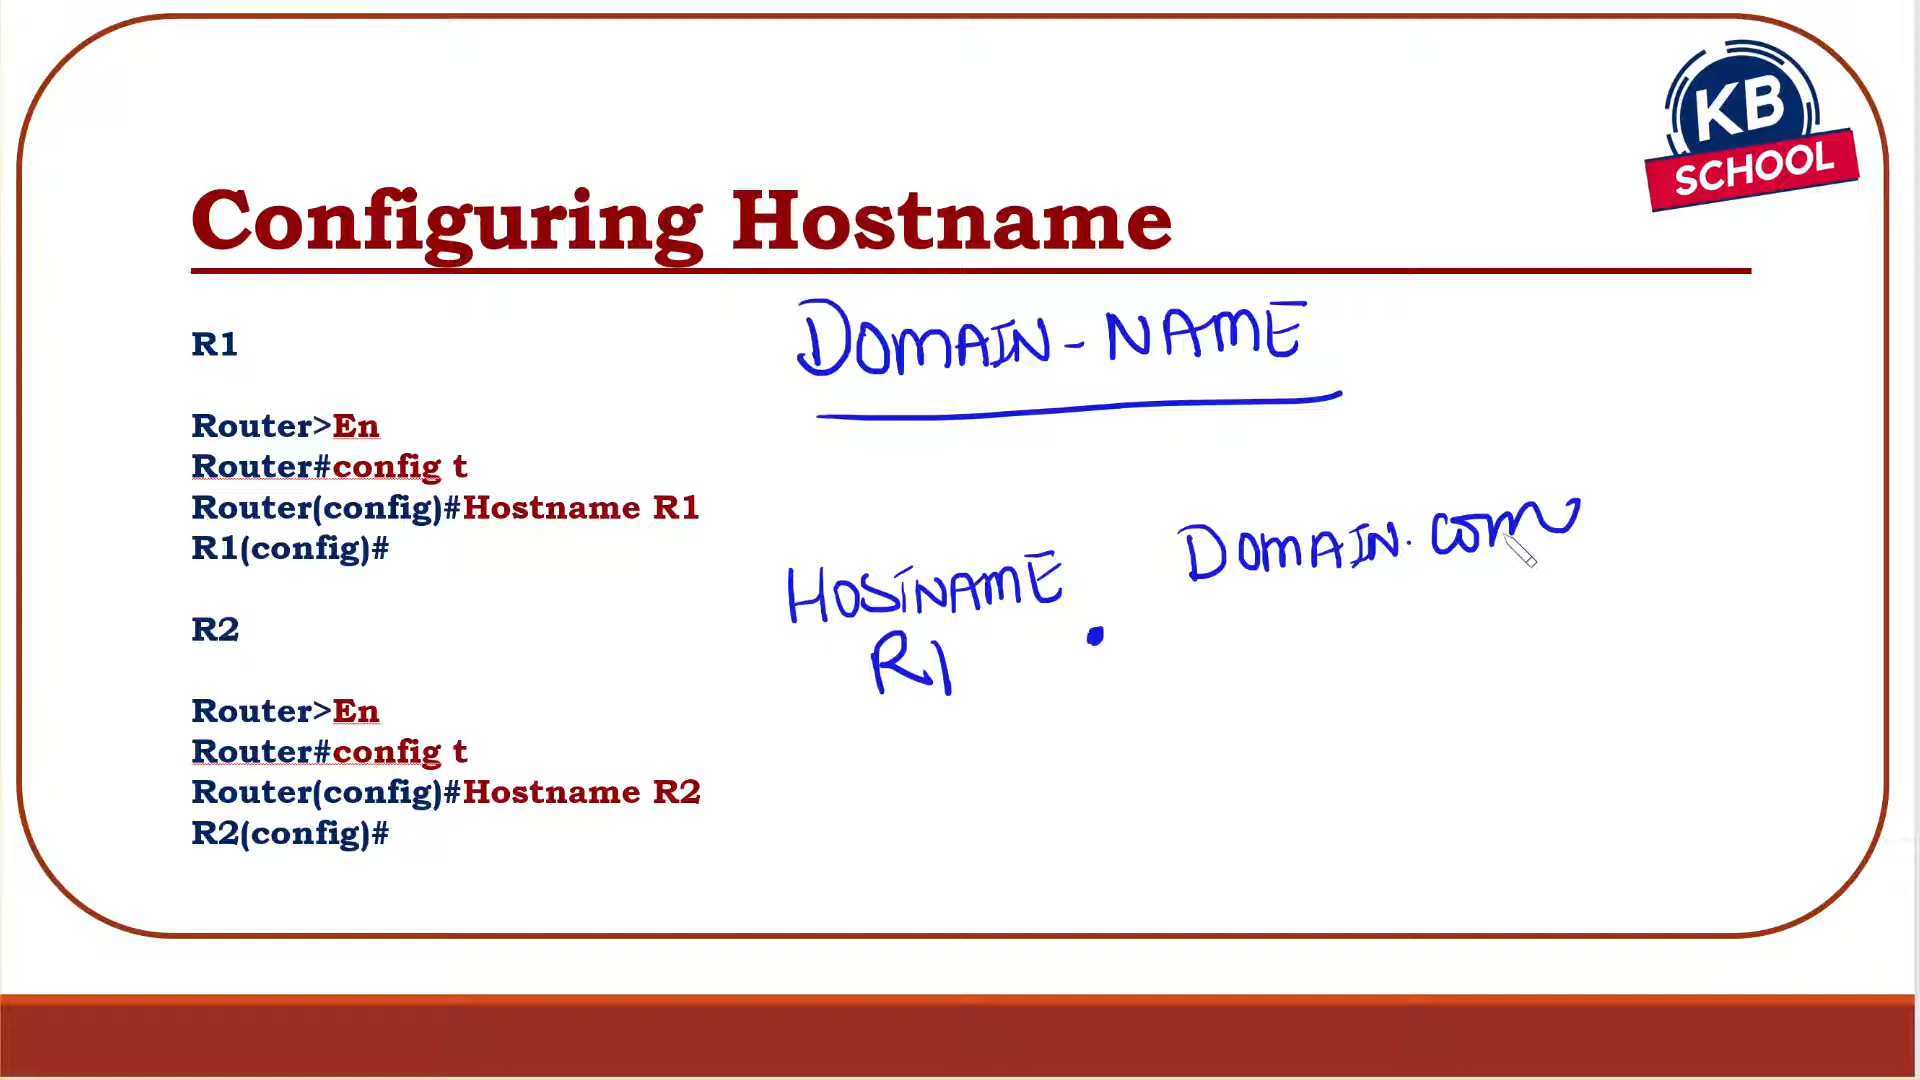 KB
SCHOOL
Configuring Hostname
R1
Router>En
Router#config t
Router(config)#Hostname R1
R1(config)#
R2
Router>En
Router#config t
Router(config)#Hostname R2
R2(config)#
DOMAIN-NAME
HOSTNAME
R1 .
DOMAIN.com